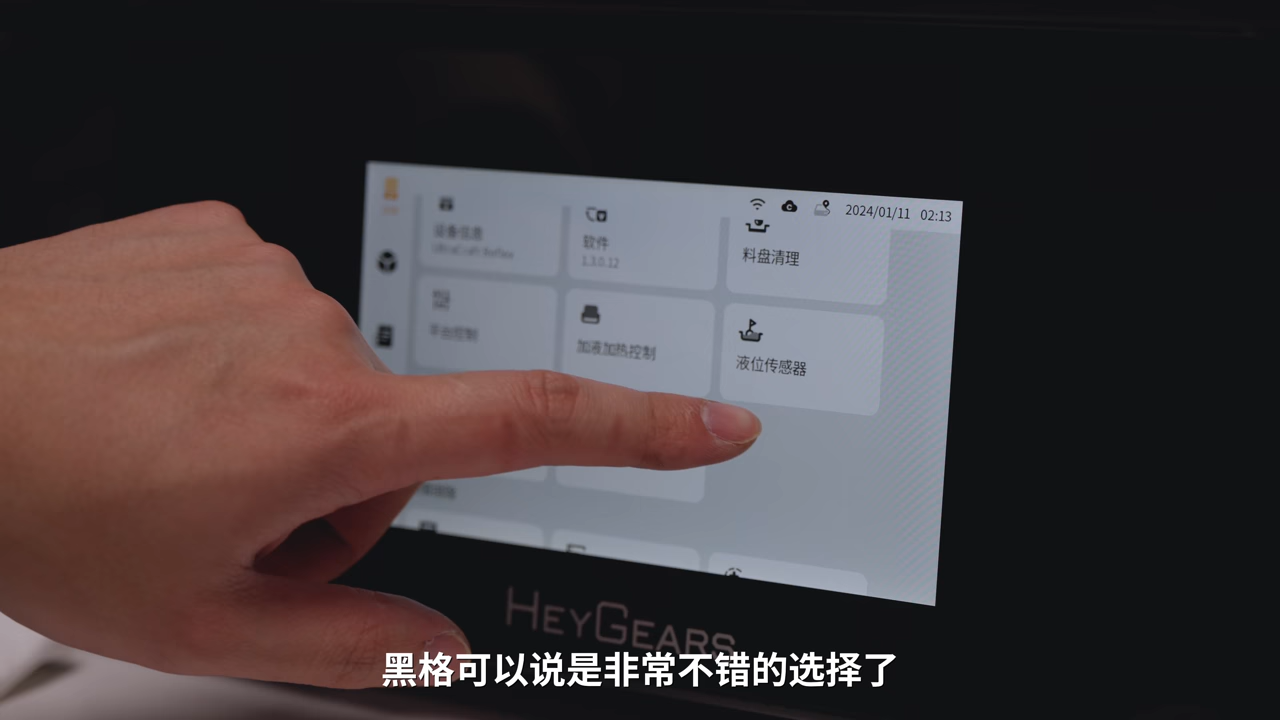 2024/01/11 02:13
设备信息
UltraCraft Reflex
软件
1.3.0.12
料盘清理
平台控制
加液加热控制
液位传感器
HEYGEARS
黑格可以说是非常不错的选择了